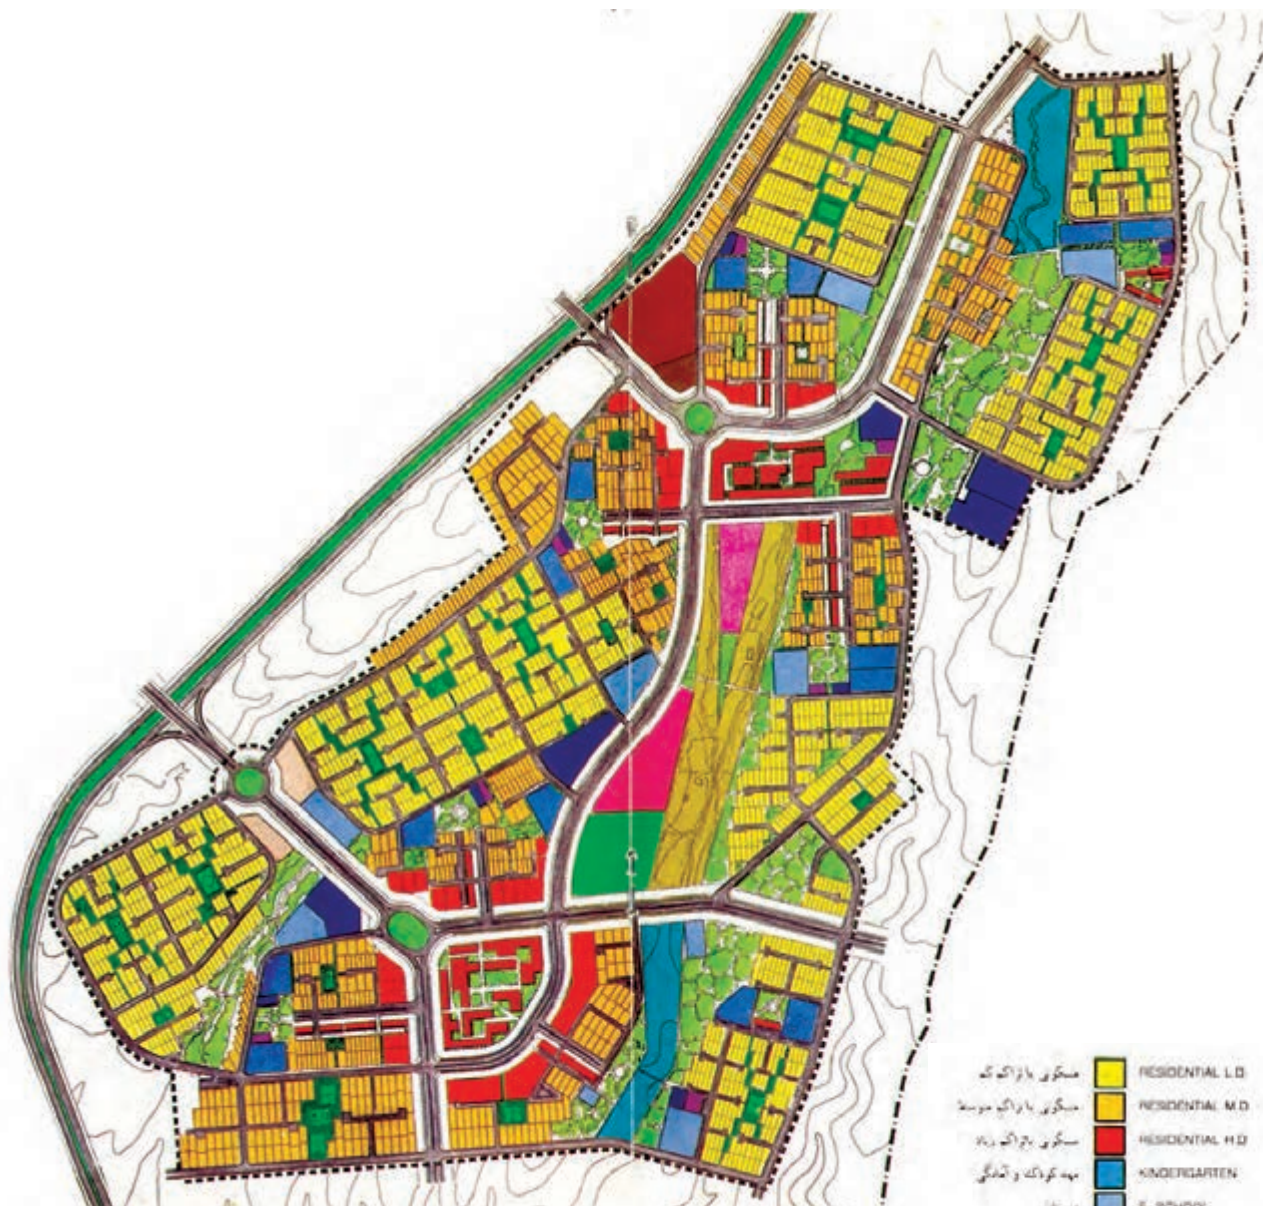 مسکونی با تراکم کم RESIDENTIAL L.D.
مسکونی با تراکم متوسط RESIDENTIAL M.D.
مسکونی با تراکم زیاد RESIDENTIAL H.D.
مهد کودک و آمادگی KINDERGARTEN